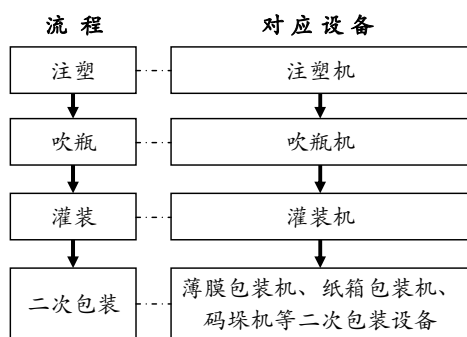 流程 对应设备
注塑 注塑机
吹瓶 吹瓶机
灌装 灌装机
二次包装 薄膜包装机、纸箱包装机、
码垛机等二次包装设备